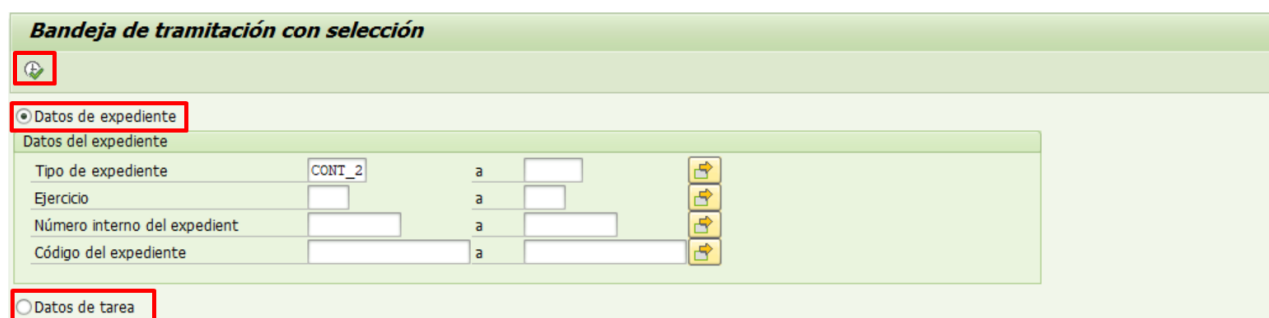 Bandeja de tramitación con selección
Datos de expediente
Datos del expediente
Tipo de expediente CONT_2 a
Ejercicio a
Número interno del expedient a
Código del expediente a
Datos de tarea